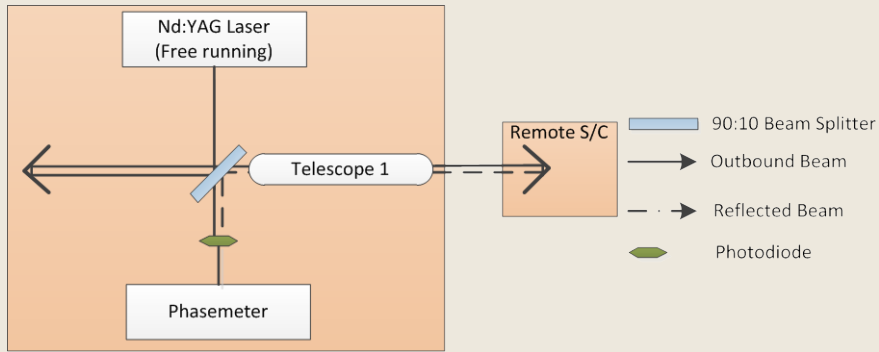 Nd:YAG Laser
(Free running)
Telescope 1
Remote S/C
Phasemeter
90:10 Beam Splitter
Outbound Beam
Reflected Beam
Photodiode